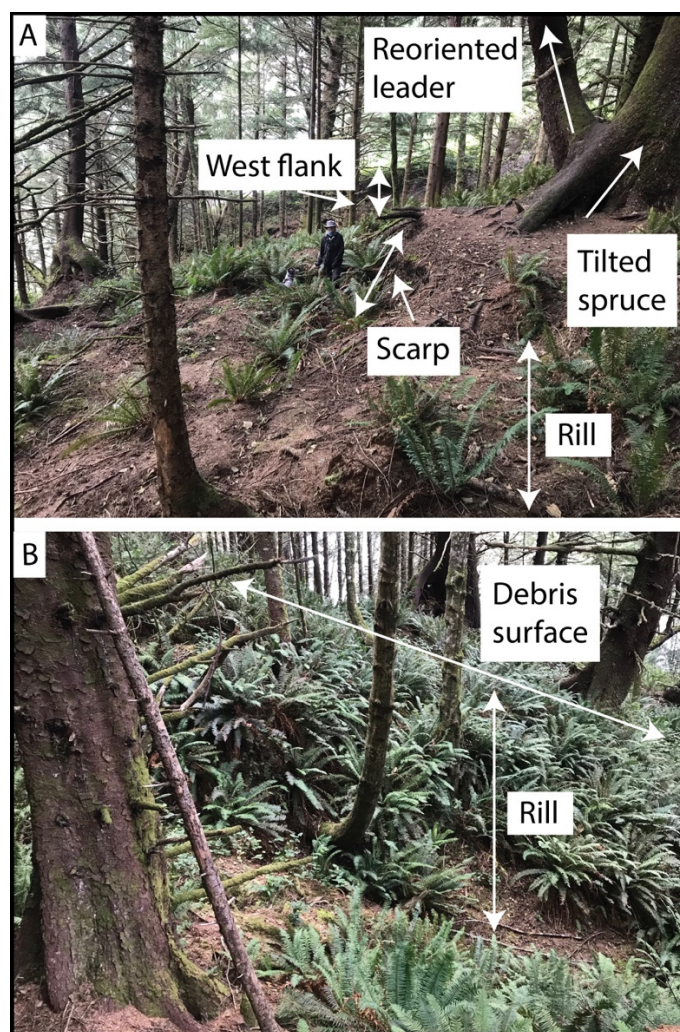 A
Reoriented
leader
West flank
Tilted
spruce
Scarp
Rill
B
Debris
surface
Rill